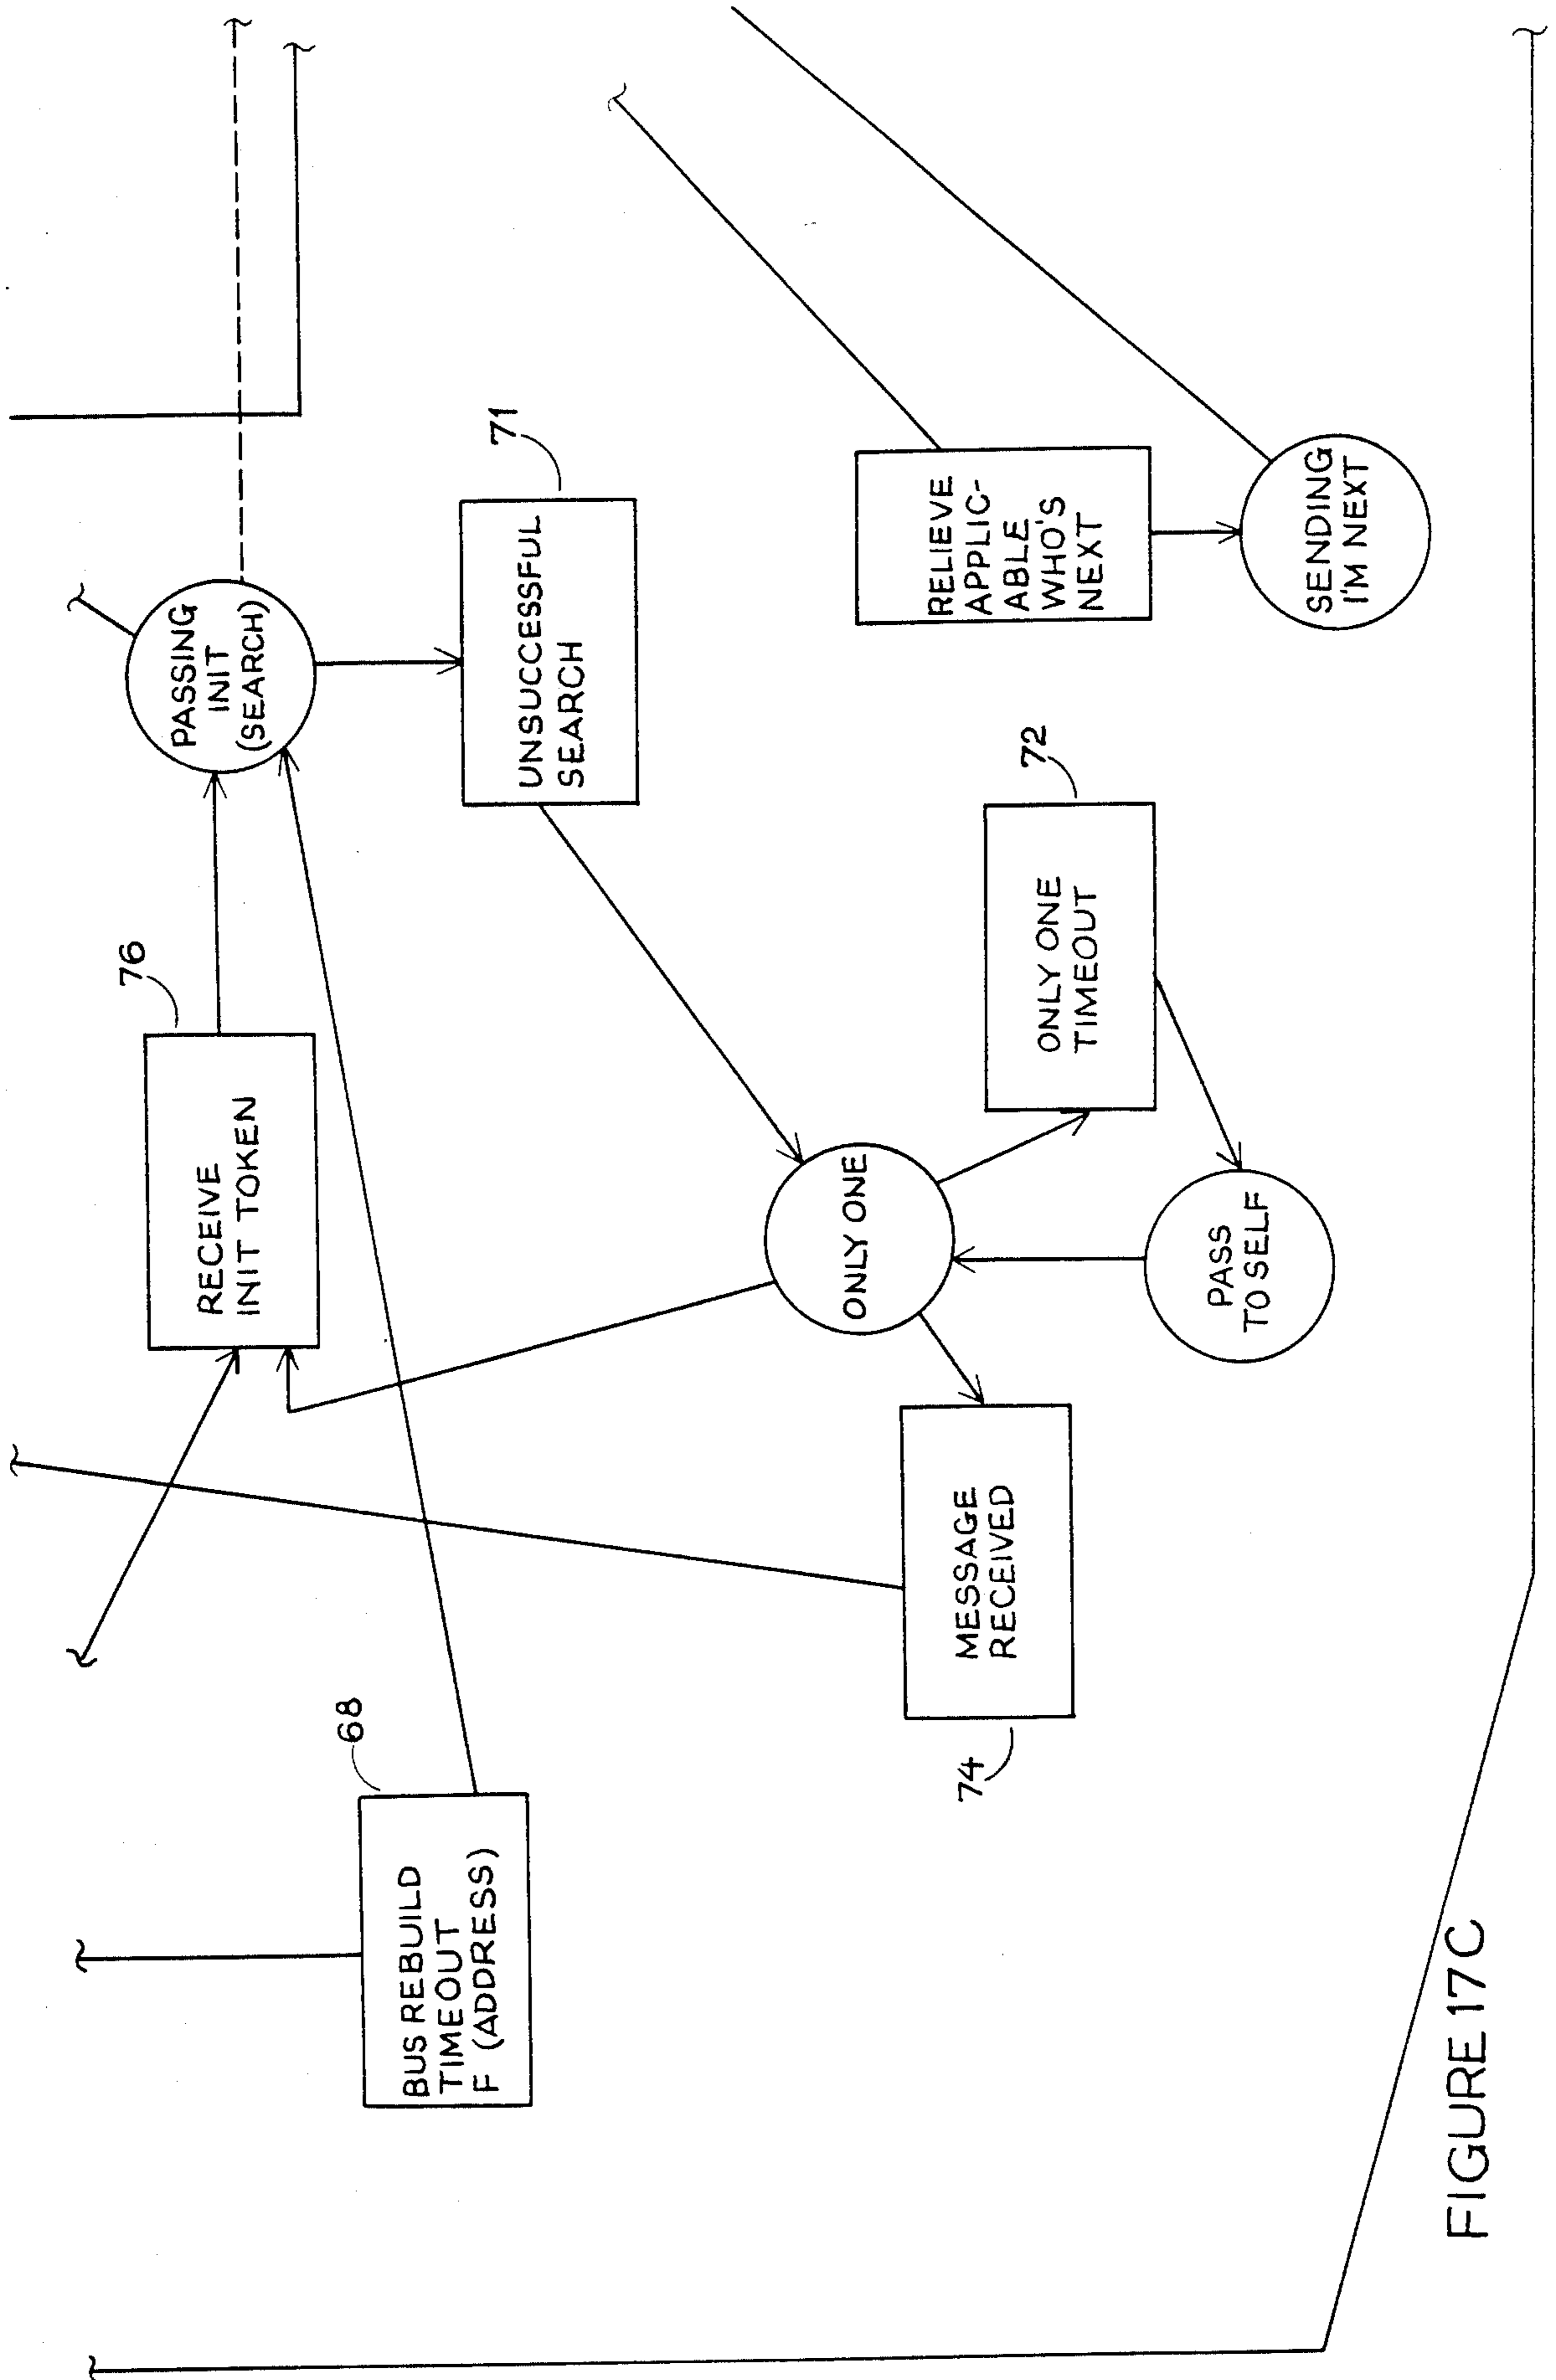 PASSING
INIT
(SEARCH)
76
RECEIVE
INIT TOKEN
68
BUS REBUILD
TIMEOUT
F (ADDRESS)
71
UNSUCCESSFUL
SEARCH
RELIEVE
APPLIC-
ABLE
WHO'S
NEXT
SENDING
I'M NEXT
72
ONLY ONE
TIMEOUT
ONLY ONE
PASS
TO SELF
MESSAGE
RECEIVED
74
FIGURE 17C